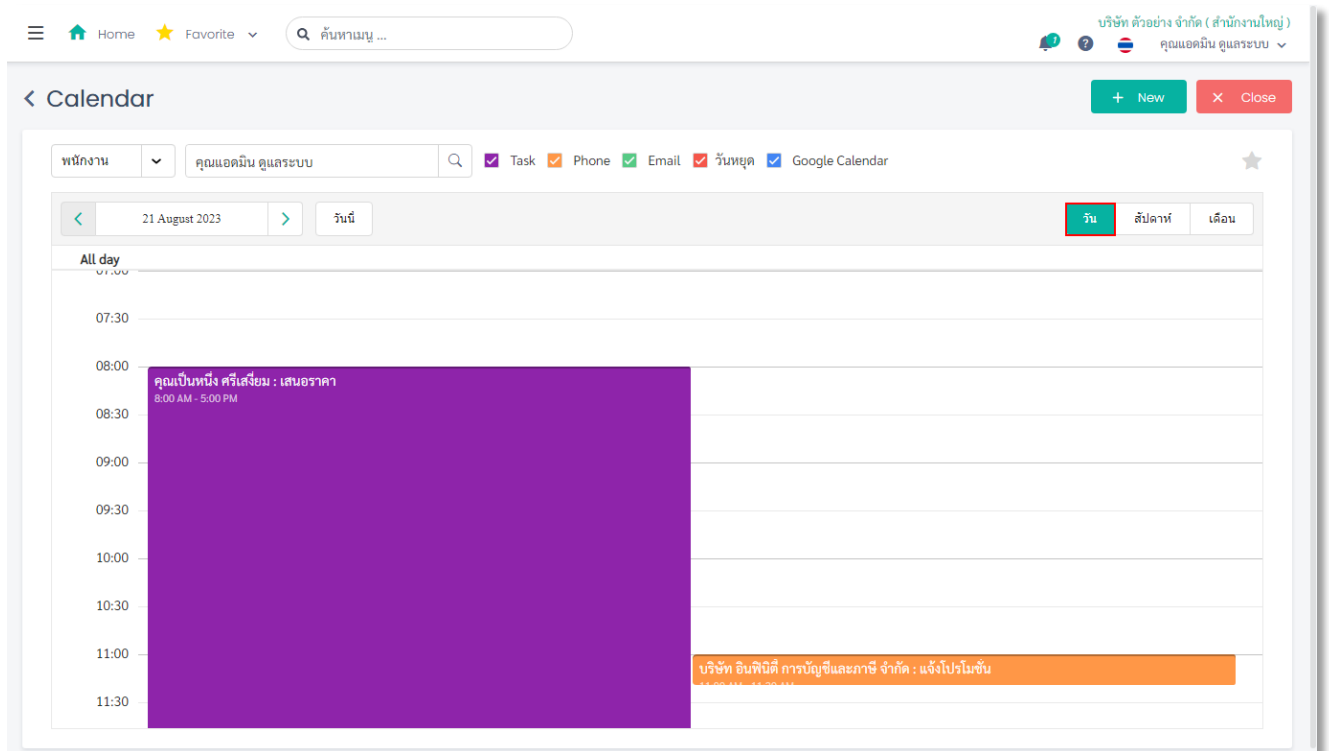 บริษัท ตัวอย่าง จำกัด ( สำนักงานใหญ่ )
Home Favorite ค้นหาเมนู ...
1 ? คุณแอดมิน ดูแลระบบ
Calendar
+ New × Close
พนักงาน คุณแอดมิน ดูแลระบบ Task Phone Email วันหยุด Google Calendar
21 August 2023 วันนี้ วัน สัปดาห์ เดือน
All day
07:00
07:30
08:00
คุณเป็นหนึ่ง ศรีเสงี่ยม : เสนอราคา
8:00 AM - 5:00 PM
08:30
09:00
09:30
10:00
10:30
11:00
บริษัท อินฟินิตี้ การบัญชีและภาษี จำกัด : แจ้งโปรโมชั่น
11:30